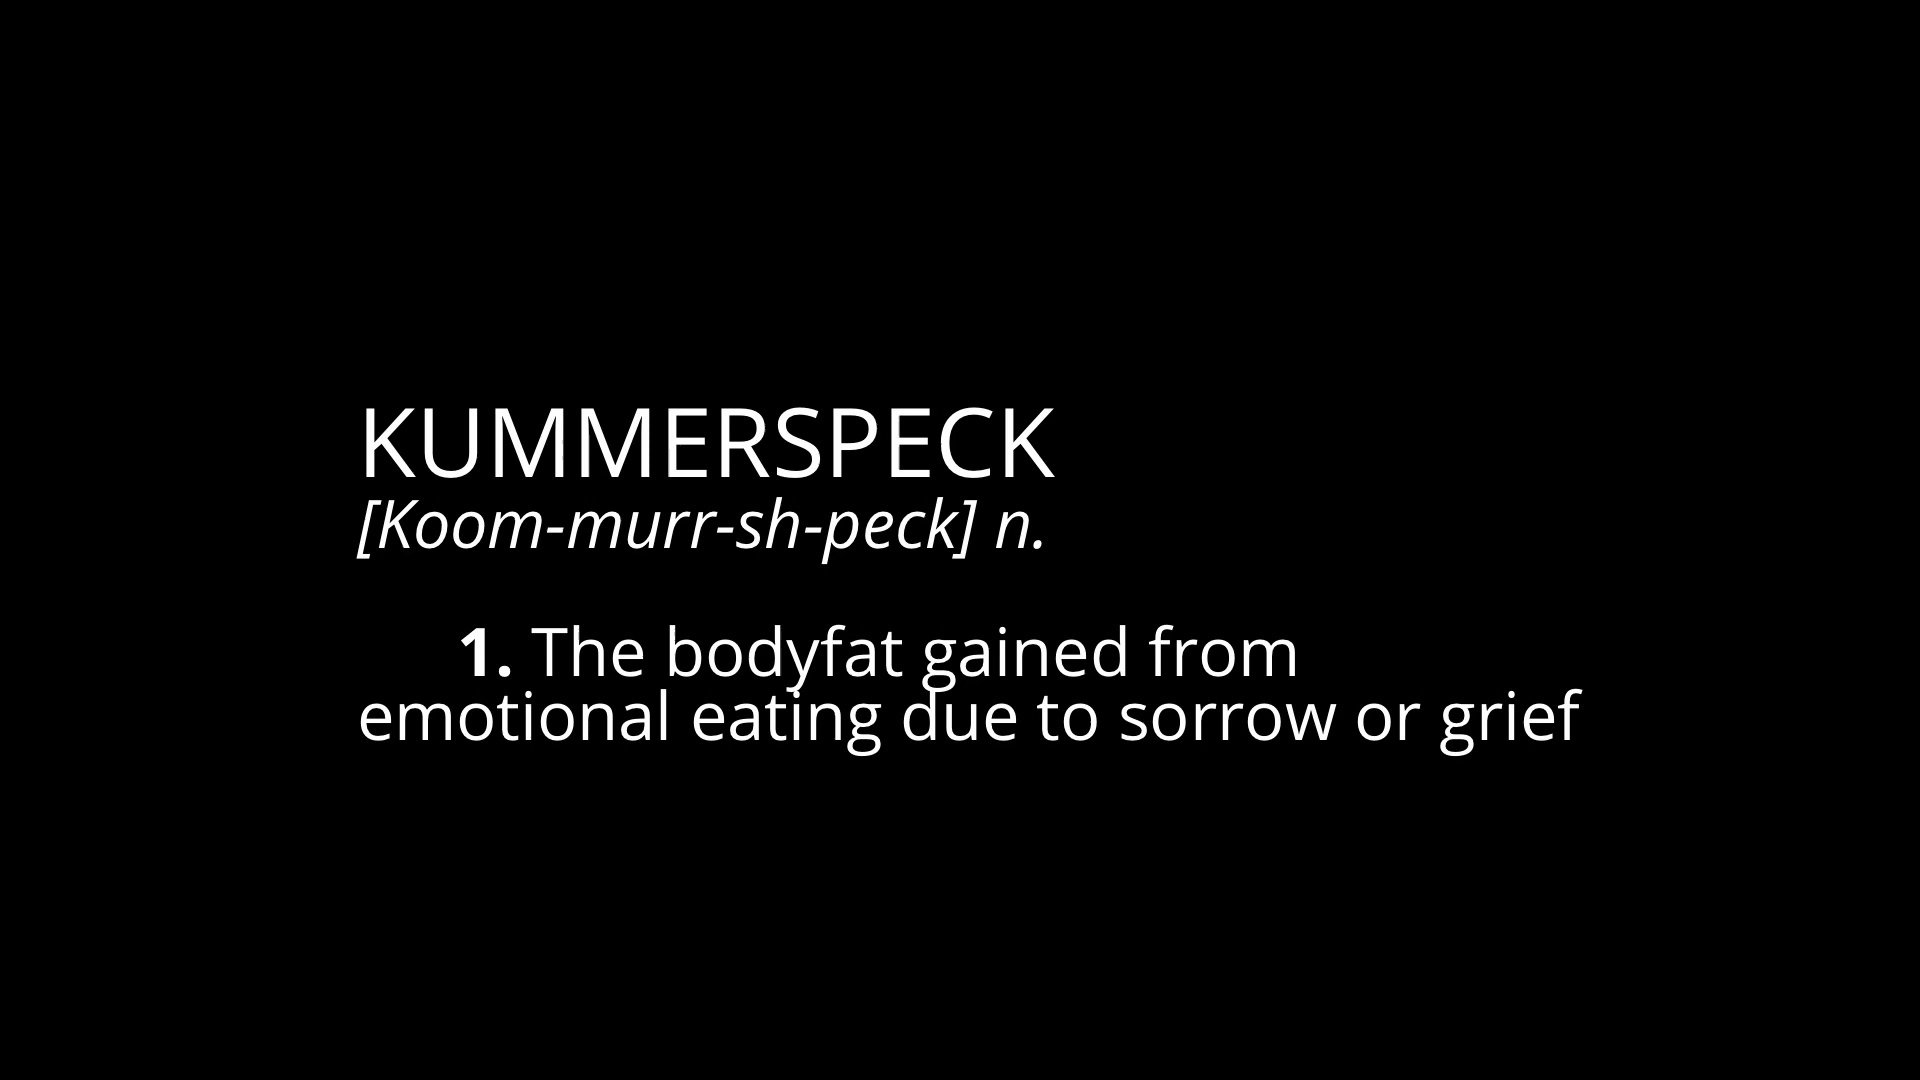 KUMMERSPECK
[Koom-murr-sh-peck] n.
1. The bodyfat gained from
emotional eating due to sorrow or grief